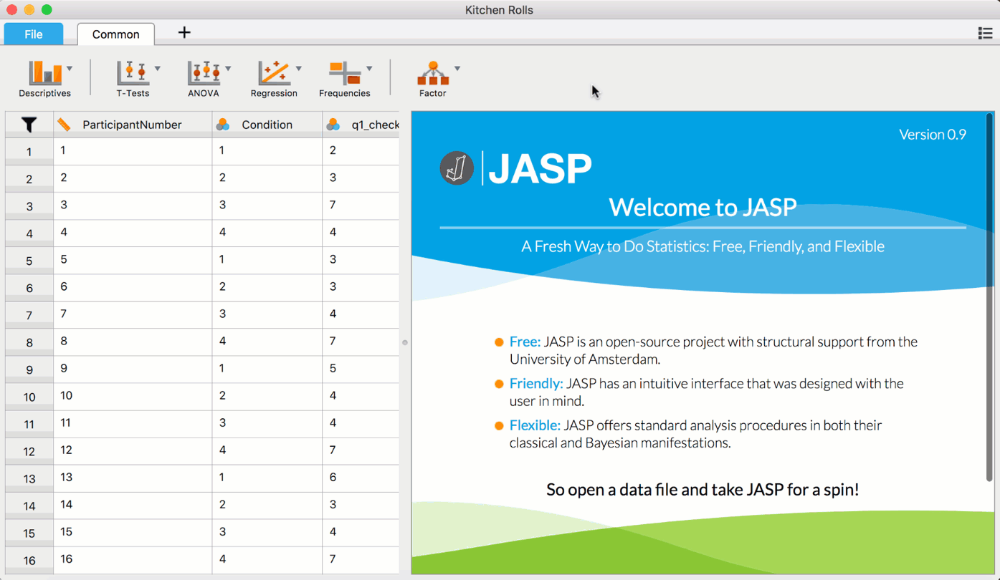 Kitchen Rolls
File Common +
Descriptives T-Tests ANOVA Regression Frequencies Factor
ParticipantNumber Condition q1_check
1 1 1 2
2 2 2 3
3 3 3 7
4 4 4 4
5 5 1 3
6 6 2 3
7 7 3 4
8 8 4 7
9 9 1 5
10 10 2 4
11 11 3 4
12 12 4 7
13 13 1 6
14 14 2 3
15 15 3 4
16 16 4 7
Version 0.9
JASP
Welcome to JASP
A Fresh Way to Do Statistics: Free, Friendly, and Flexible
Free: JASP is an open-source project with structural support from the
University of Amsterdam.
Friendly: JASP has an intuitive interface that was designed with the
user in mind.
Flexible: JASP offers standard analysis procedures in both their
classical and Bayesian manifestations.
So open a data file and take JASP for a spin!